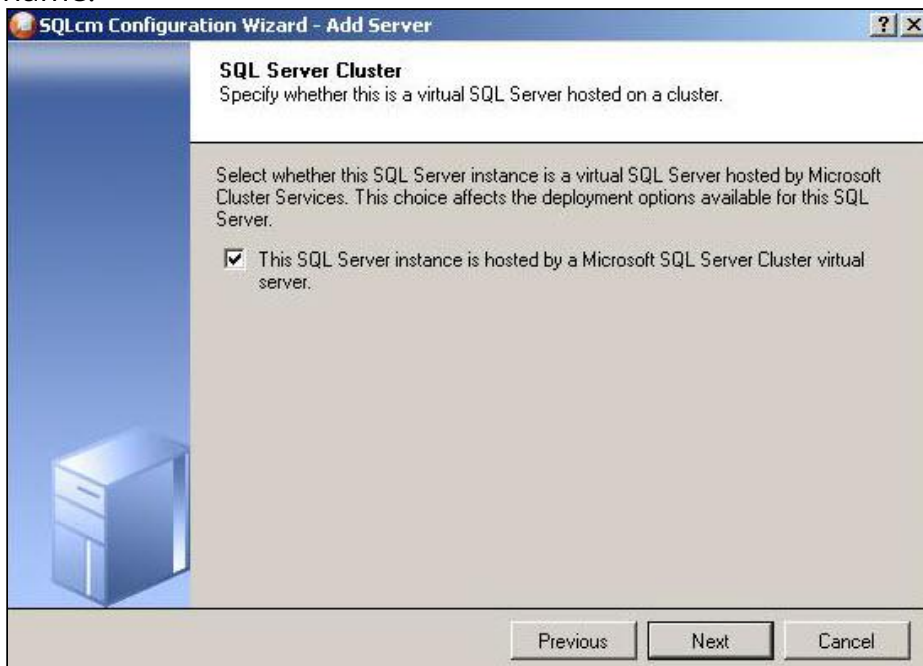 name.
SQLcm Configuration Wizard - Add Server
SQL Server Cluster
Specify whether this is a virtual SQL Server hosted on a cluster.
Select whether this SQL Server instance is a virtual SQL Server hosted by Microsoft
Cluster Services. This choice affects the deployment options available for this SQL
Server.
This SQL Server instance is hosted by a Microsoft SQL Server Cluster virtual
server.
Previous Next Cancel